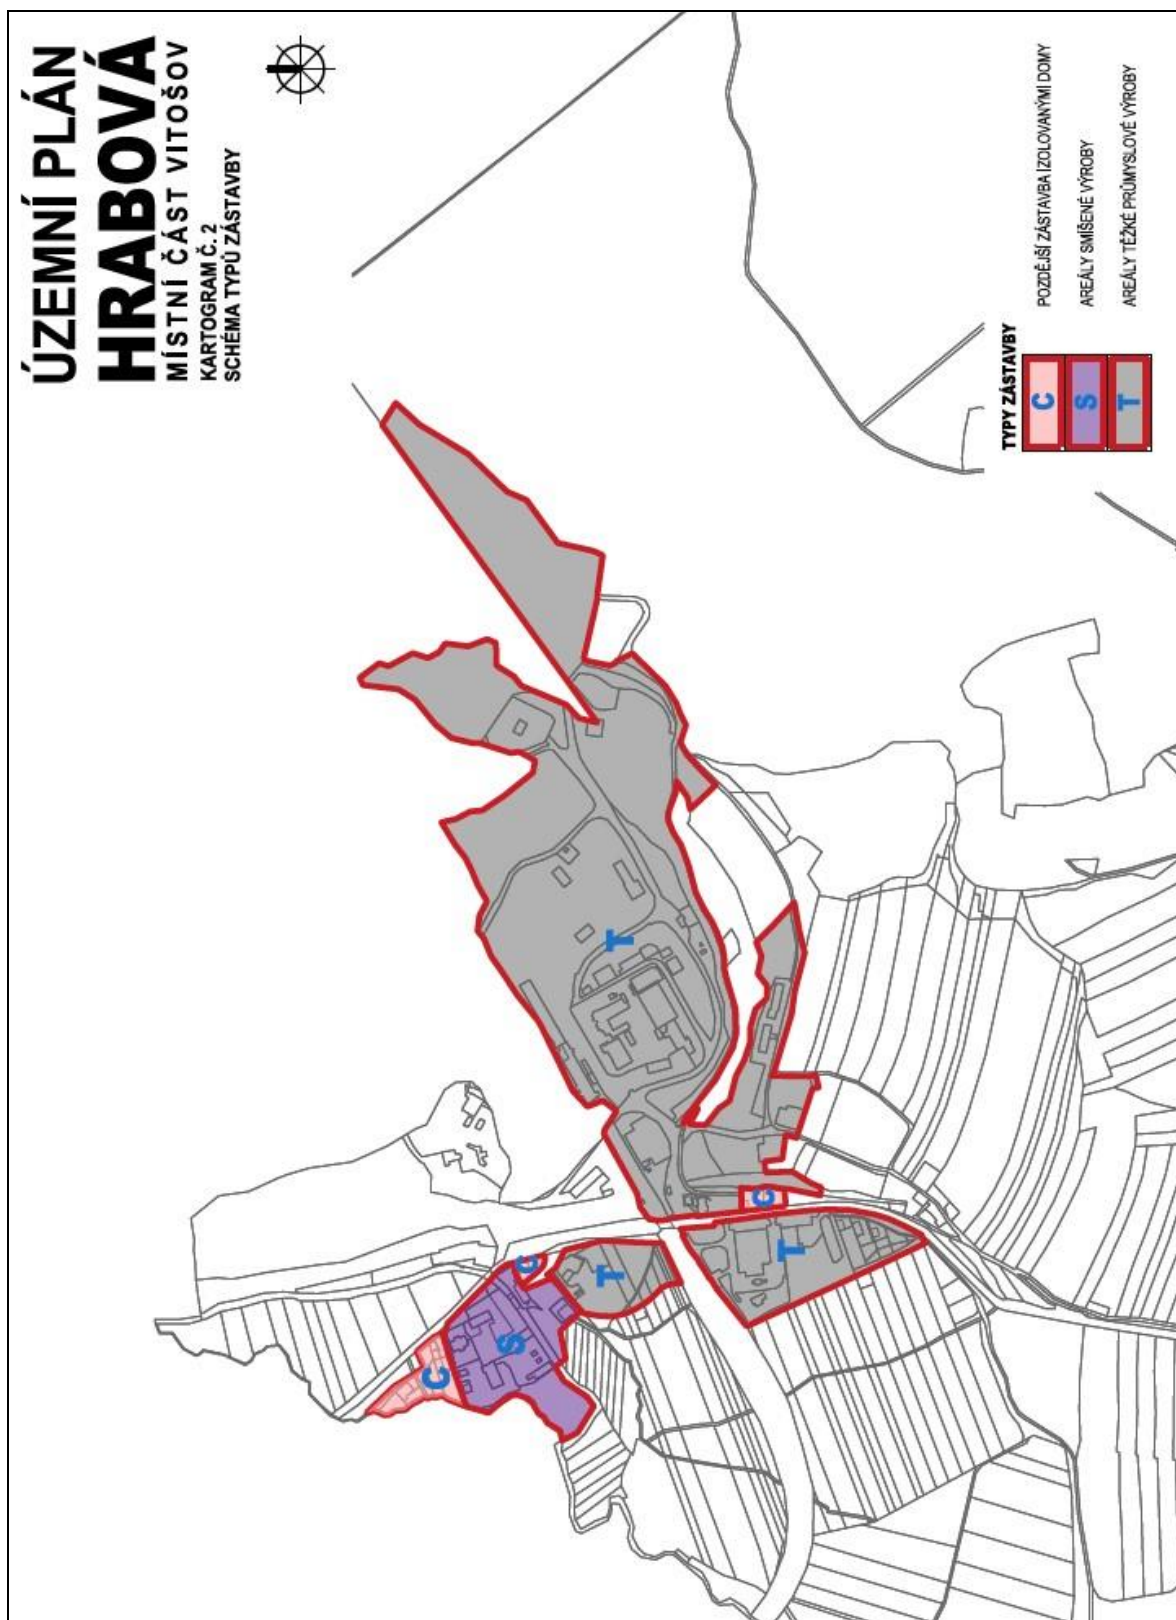 ÚZEMNÍ PLÁN
HRABOVÁ
MÍSTNÍ ČÁST VITOŠOV
KARTOGRAM Č. 2
SCHÉMA TYPŮ ZÁSTAVBY
T
T
T
C
C
C
S
TYPY ZÁSTAVBY
C POZDĚJŠÍ ZÁSTAVBA IZOLOVANÝMI DOMY
S AREÁLY SMÍŠENÉ VÝROBY
T AREÁLY TĚŽKÉ PRŮMYSLOVÉ VÝROBY